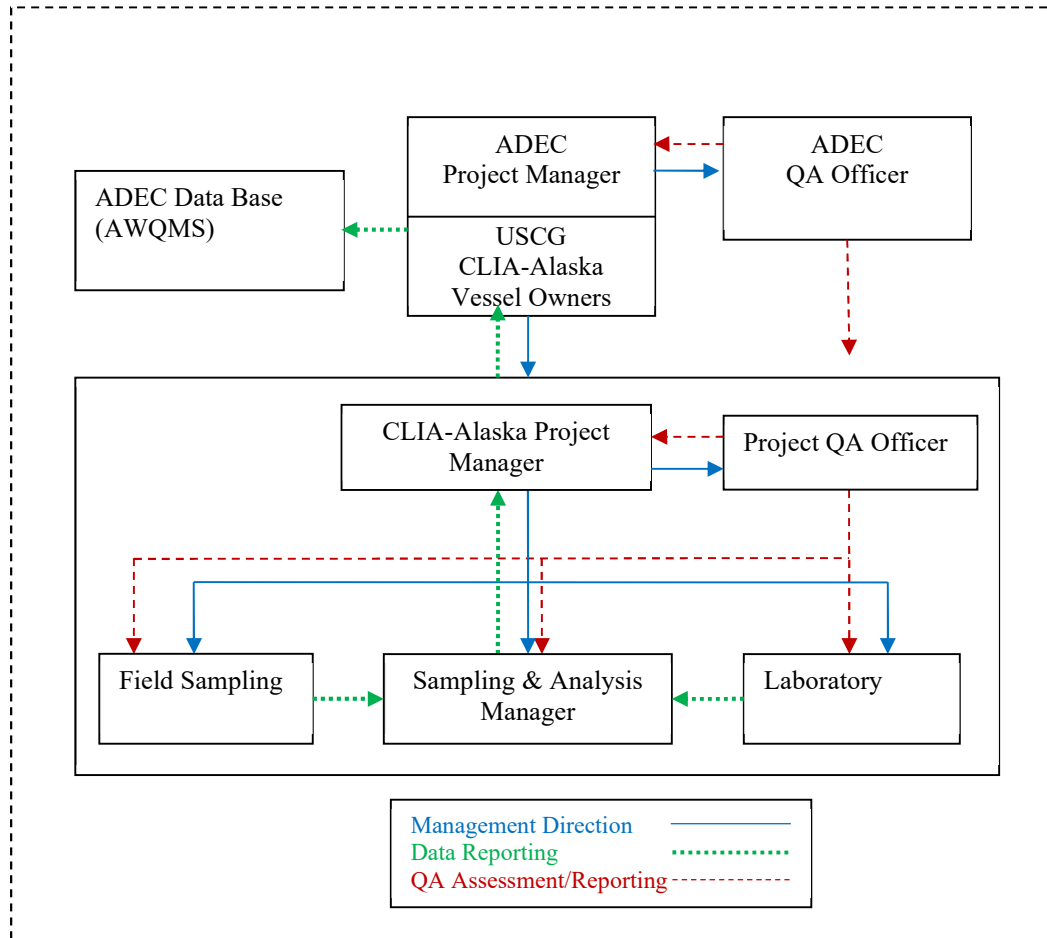 ADEC
Project Manager
ADEC
QA Officer
ADEC Data Base
(AWQMS)
USCG
CLIA-Alaska
Vessel Owners
CLIA-Alaska Project
Manager
Project QA Officer
Field Sampling
Sampling & Analysis
Manager
Laboratory
Management Direction
Data Reporting
QA Assessment/Reporting